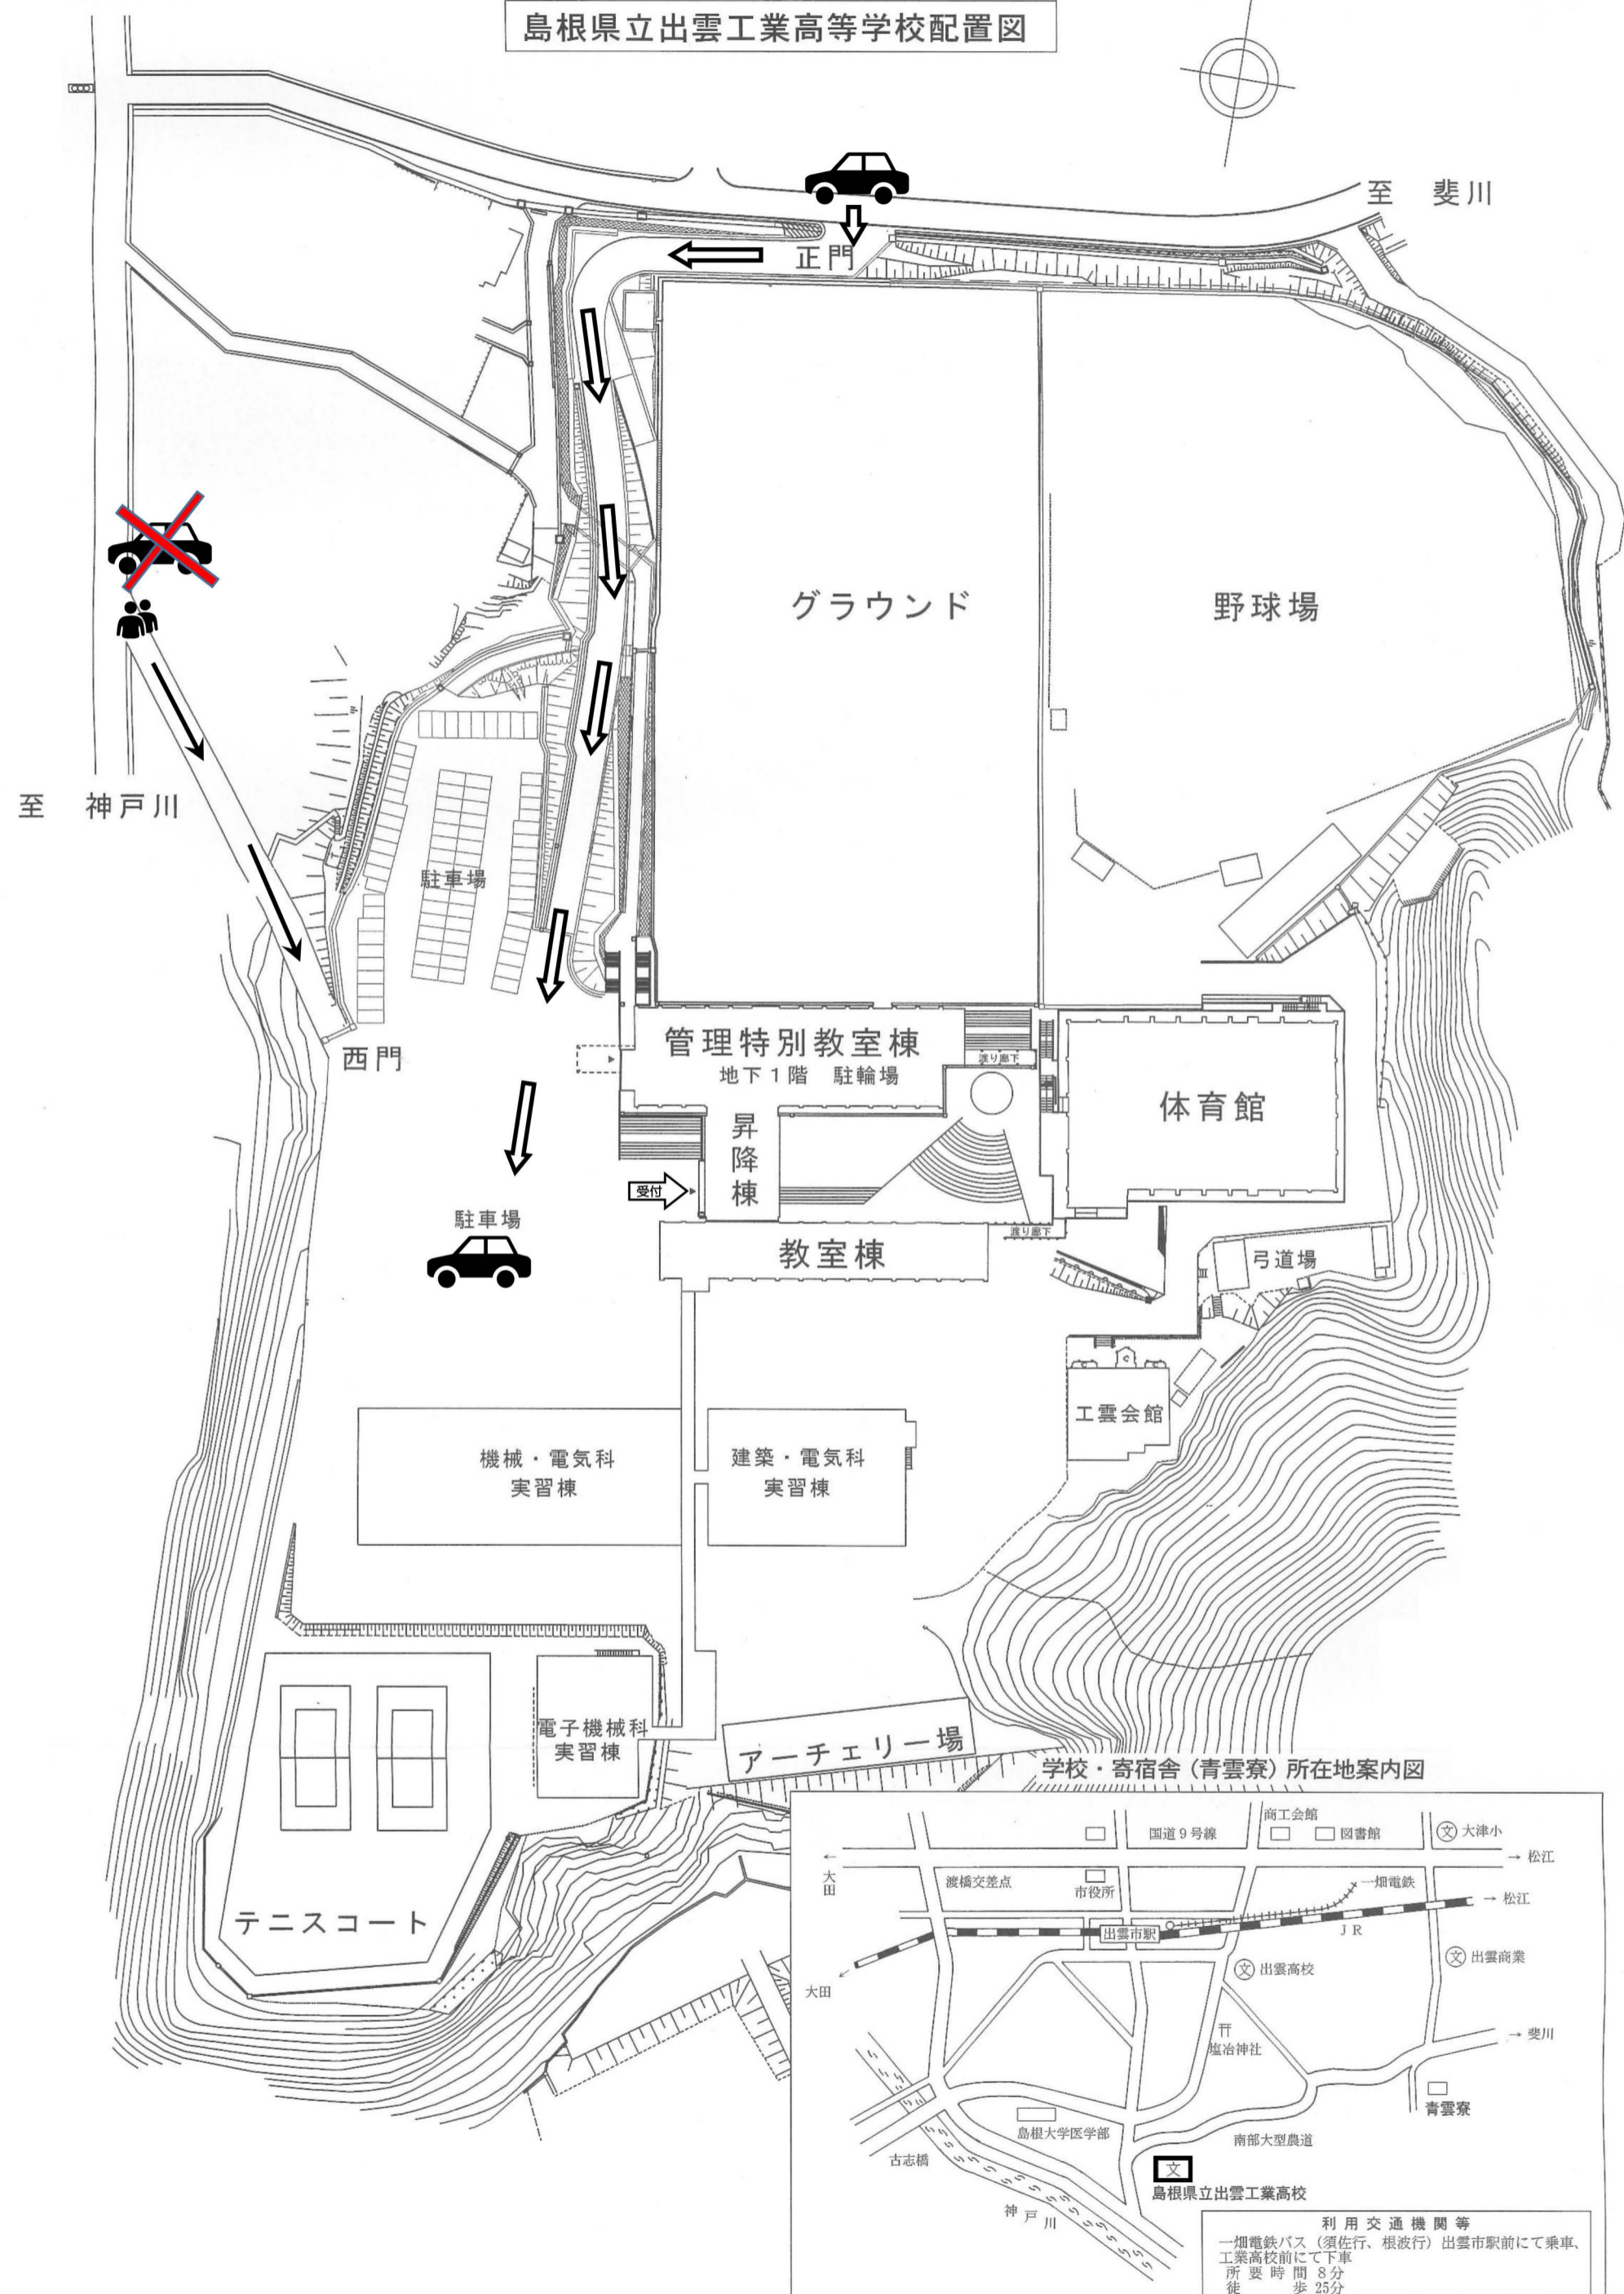 島根県立出雲工業高等学校配置図
至 斐川
正門
グラウンド
野球場
至 神戸川
駐車場
西門
管理特別教室棟
地下1階 駐輪場
渡り廊下
体育館
昇降棟
受付
駐車場
渡り廊下
教室棟
弓道場
工雲会館
機械・電気科
実習棟
建築・電気科
実習棟
電子機械科
実習棟
アーチェリー場
テニスコート
学校・寄宿舎（青雲寮）所在地案内図
商工会館
国道9号線
図書館
文 大津小
← 大田
→ 松江
渡橋交差点
市役所
一畑電鉄
→ 松江
出雲市駅
JR
文 出雲高校
文 出雲商業
大田
塩冶神社
→ 斐川
青雲寮
島根大学医学部
南部大型農道
古志橋
文
島根県立出雲工業高校
神戸川
利用交通機関等
一畑電鉄バス（須佐行、根波行）出雲市駅前にて乗車、
工業高校前にて下車
所要時間 8分
徒歩 25分